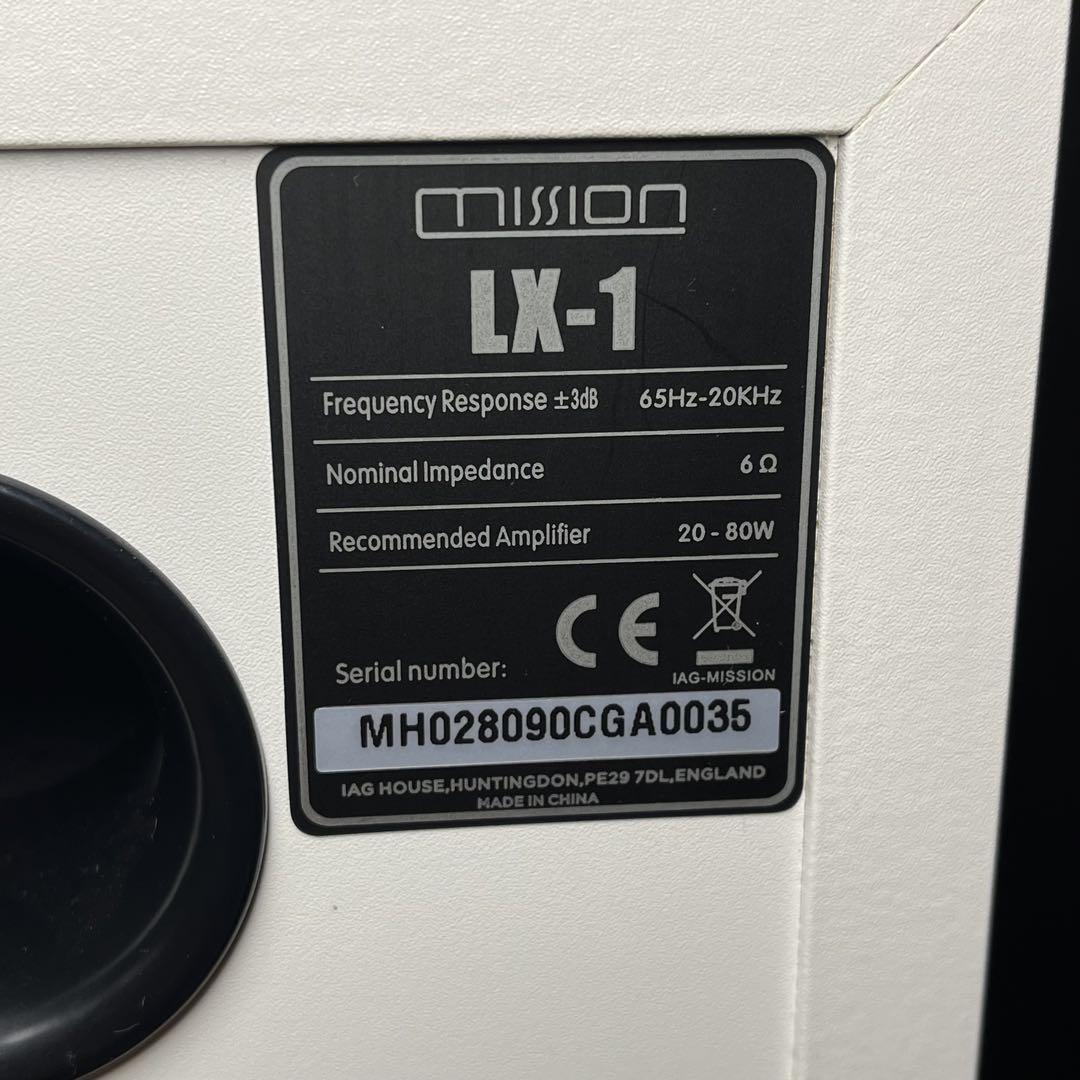 mission
LX-1
Frequency Response ±3dB 65Hz-20KHz
Nominal Impedance 6 Ω
Recommended Amplifier 20 - 80W
CE
IAG-MISSION
Serial number:
MH028090CGA0035
IAG HOUSE,HUNTINGDON,PE29 7DL,ENGLAND
MADE IN CHINA